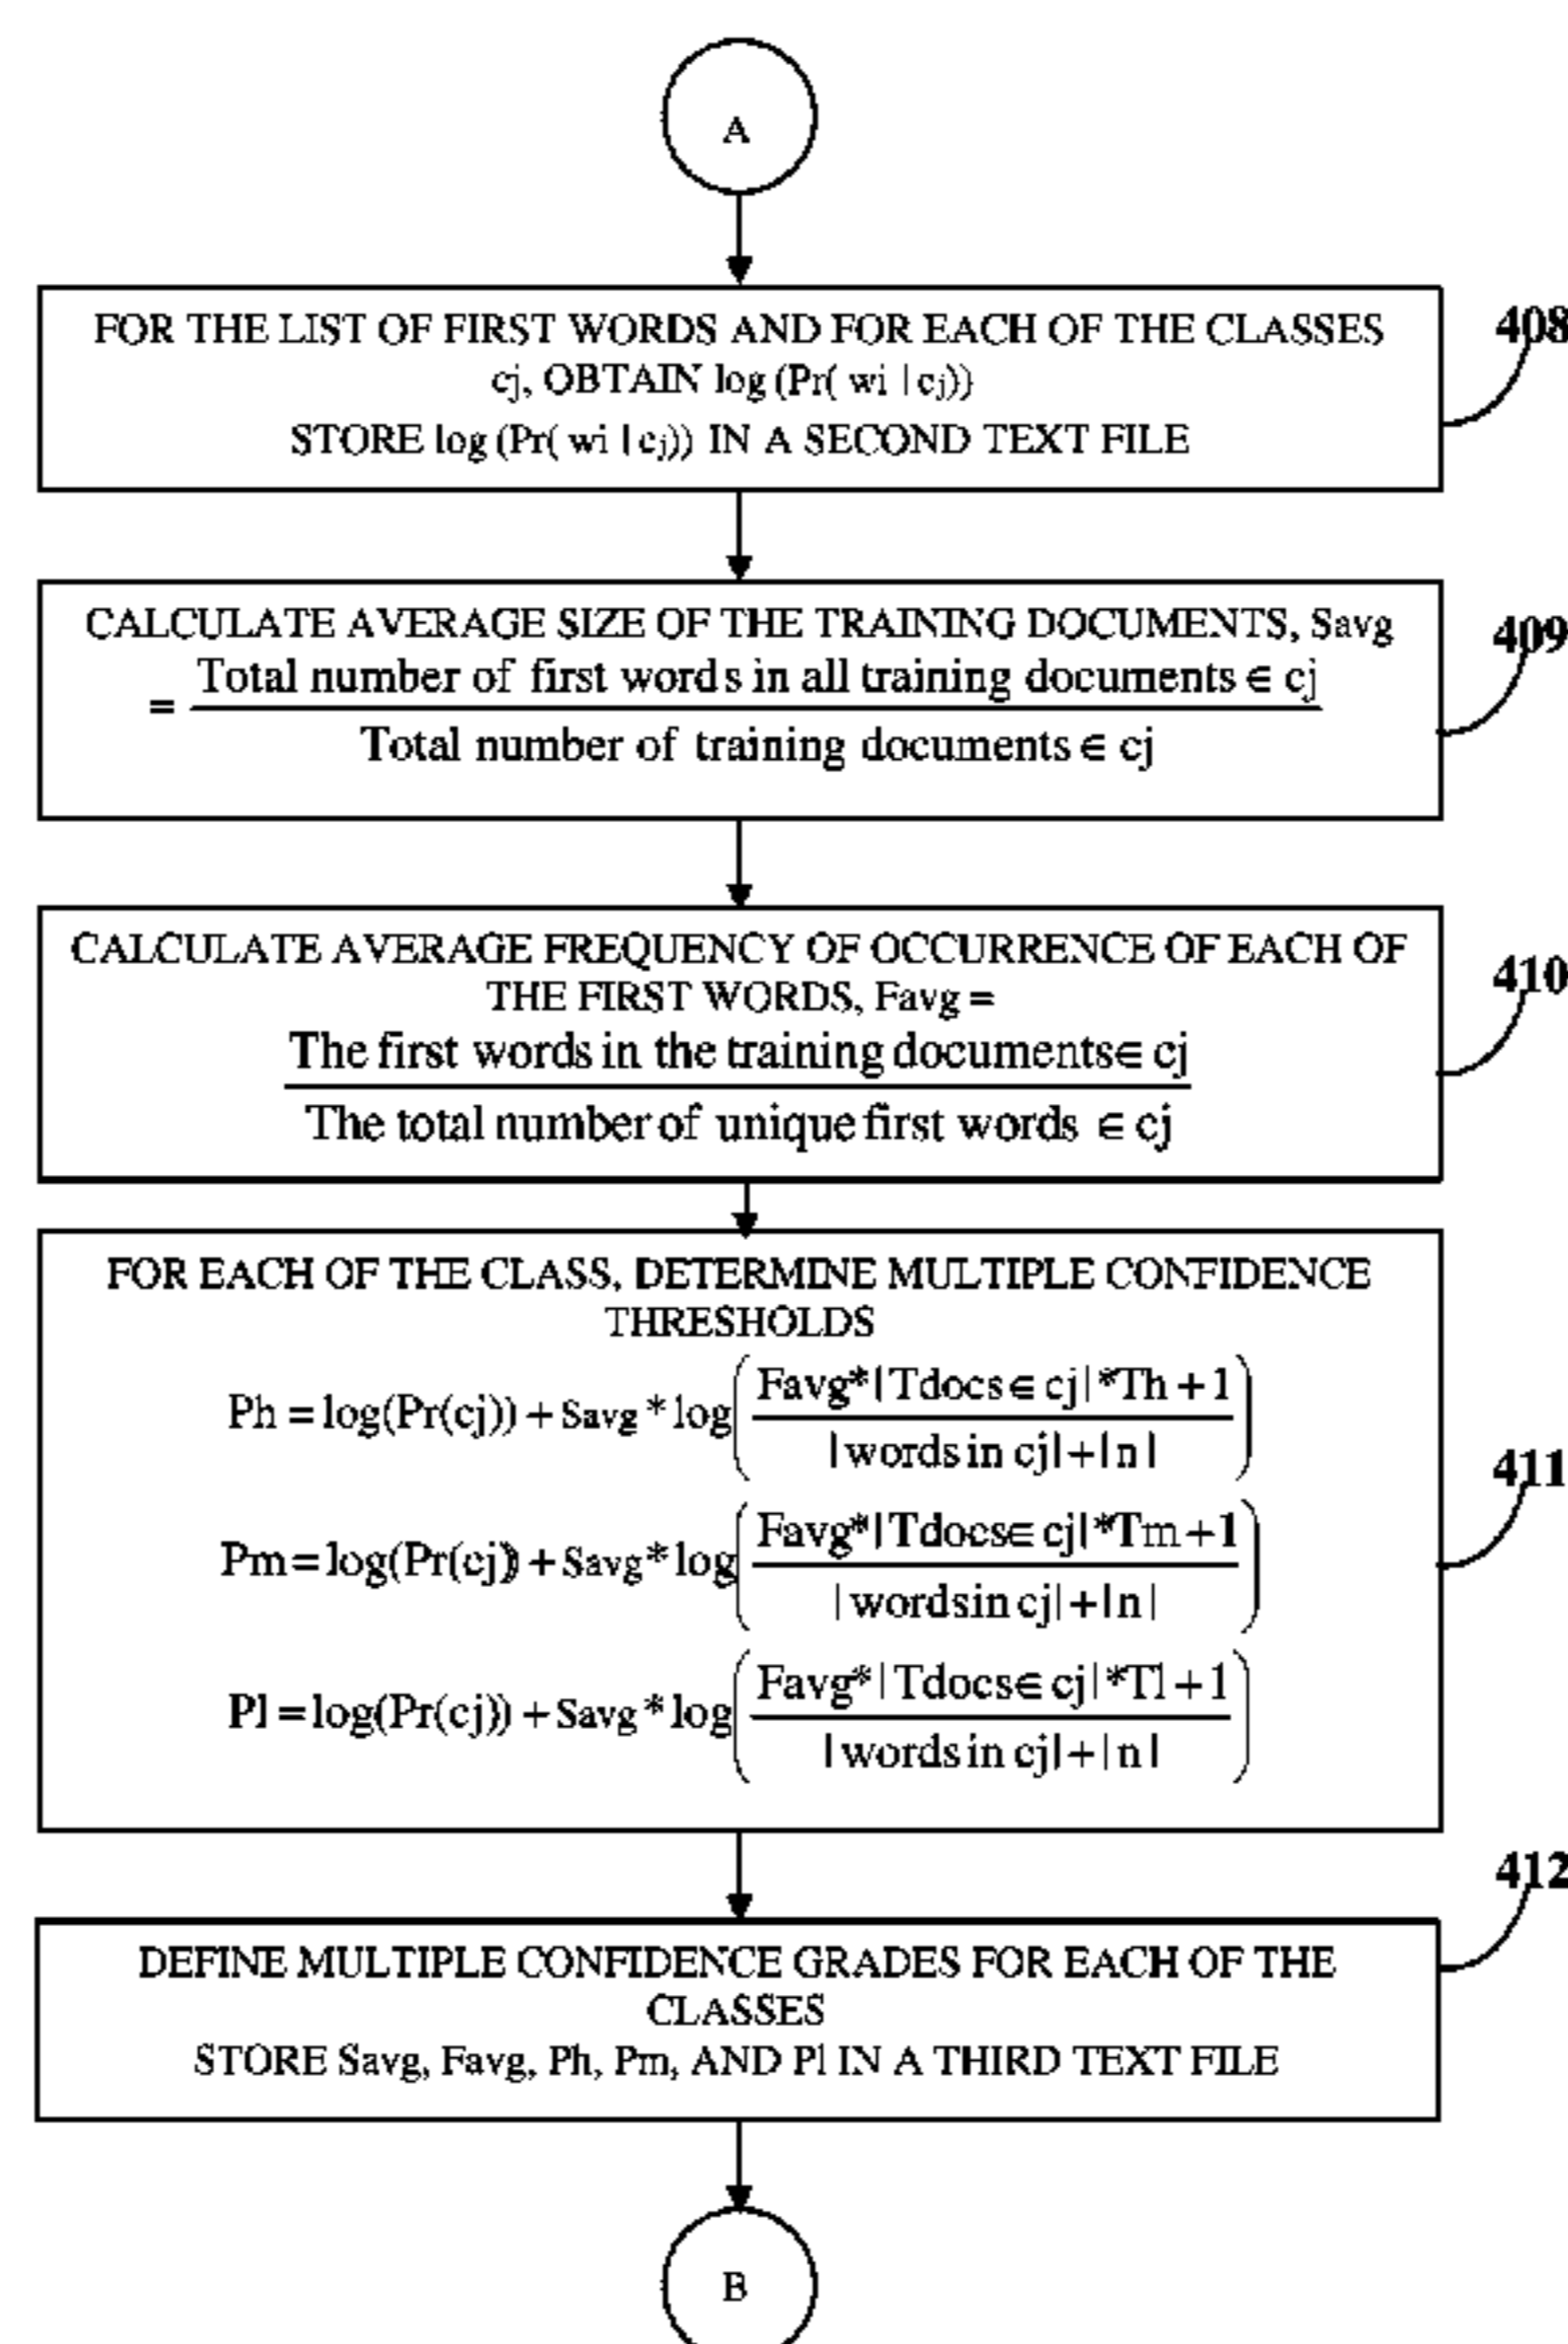 A
FOR THE LIST OF FIRST WORDS AND FOR EACH OF THE CLASSES
cj, OBTAIN log (Pr( wi | cj))
STORE log (Pr( wi | cj)) IN A SECOND TEXT FILE
408
CALCULATE AVERAGE SIZE OF THE TRAINING DOCUMENTS, Savg
= Total number of first words in all training documents ∈ cj
Total number of training documents ∈ cj
409
CALCULATE AVERAGE FREQUENCY OF OCCURRENCE OF EACH OF
THE FIRST WORDS, Favg =
The first words in the training documents∈ cj
The total number of unique first words ∈ cj
410
FOR EACH OF THE CLASS, DETERMINE MULTIPLE CONFIDENCE
THRESHOLDS
Ph = log(Pr(cj)) + Savg * log( Favg*|Tdocs∈ cj|*Th +1
|words in cj|+|n| )
Pm = log(Pr(cj)) + Savg * log( Favg*|Tdocs∈ cj|*Tm +1
|words in cj|+|n| )
Pl = log(Pr(cj)) + Savg * log( Favg*|Tdocs∈ cj|*Tl +1
|words in cj|+|n| )
411
412
DEFINE MULTIPLE CONFIDENCE GRADES FOR EACH OF THE
CLASSES
STORE Savg, Favg, Ph, Pm, AND Pl IN A THIRD TEXT FILE
B